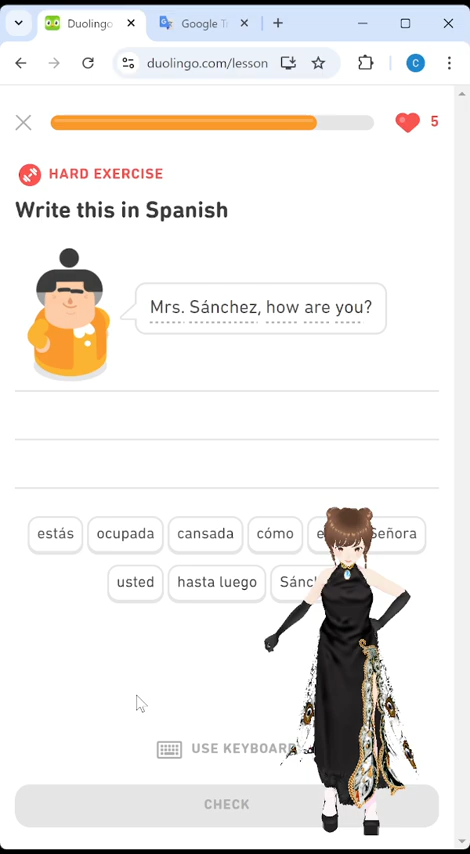 Duolingo
Google Tr
duolingo.com/lesson
C
5
HARD EXERCISE
Write this in Spanish
Mrs. Sánchez, how are you?
estás ocupada cansada cómo Señora
usted hasta luego
USE KEYBOARD
CHECK